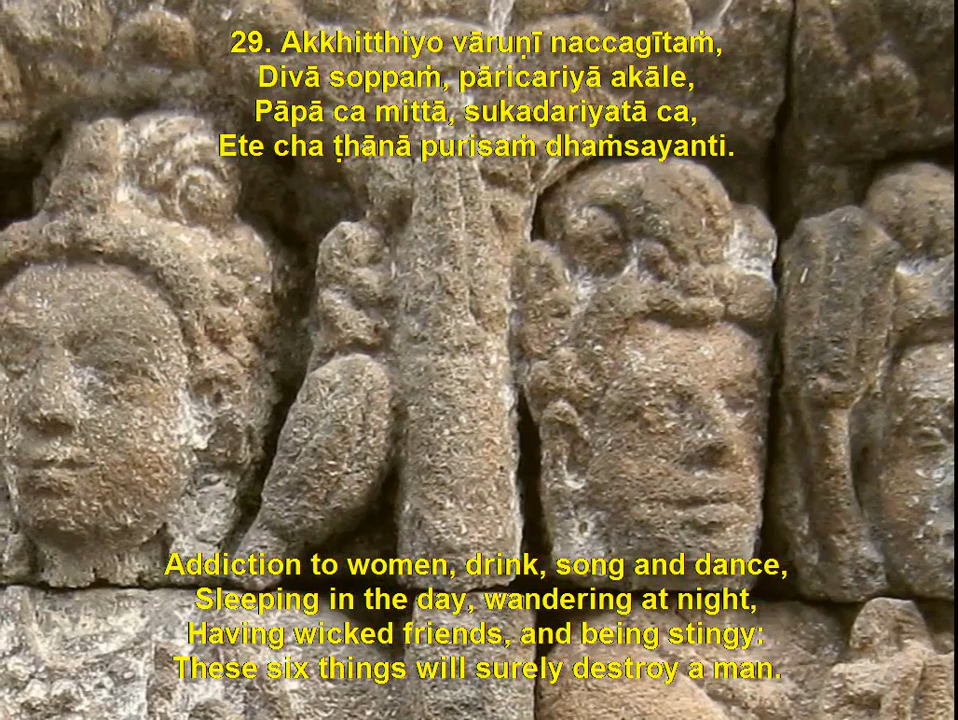 29. Akkhitthiyo vāruṇī naccagītaṁ,
Divā soppaṁ, pāricariyā akāle,
Pāpā ca mittā, sukadariyatā ca,
Ete cha ṭhānā purisaṁ dhaṁsayanti.
Addiction to women, drink, song and dance,
Sleeping in the day, wandering at night,
Having wicked friends, and being stingy:
These six things will surely destroy a man.